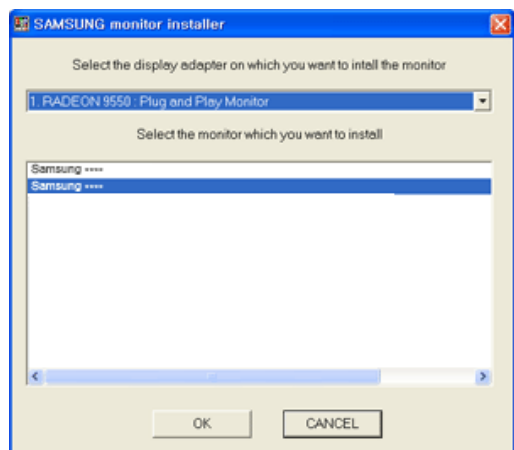 SAMSUNG monitor installer
Select the display adapter on which you want to intall the monitor
1. RADEON 9550 : Plug and Play Monitor
Select the monitor which you want to install
Samsung ****
Samsung ****
OK
CANCEL